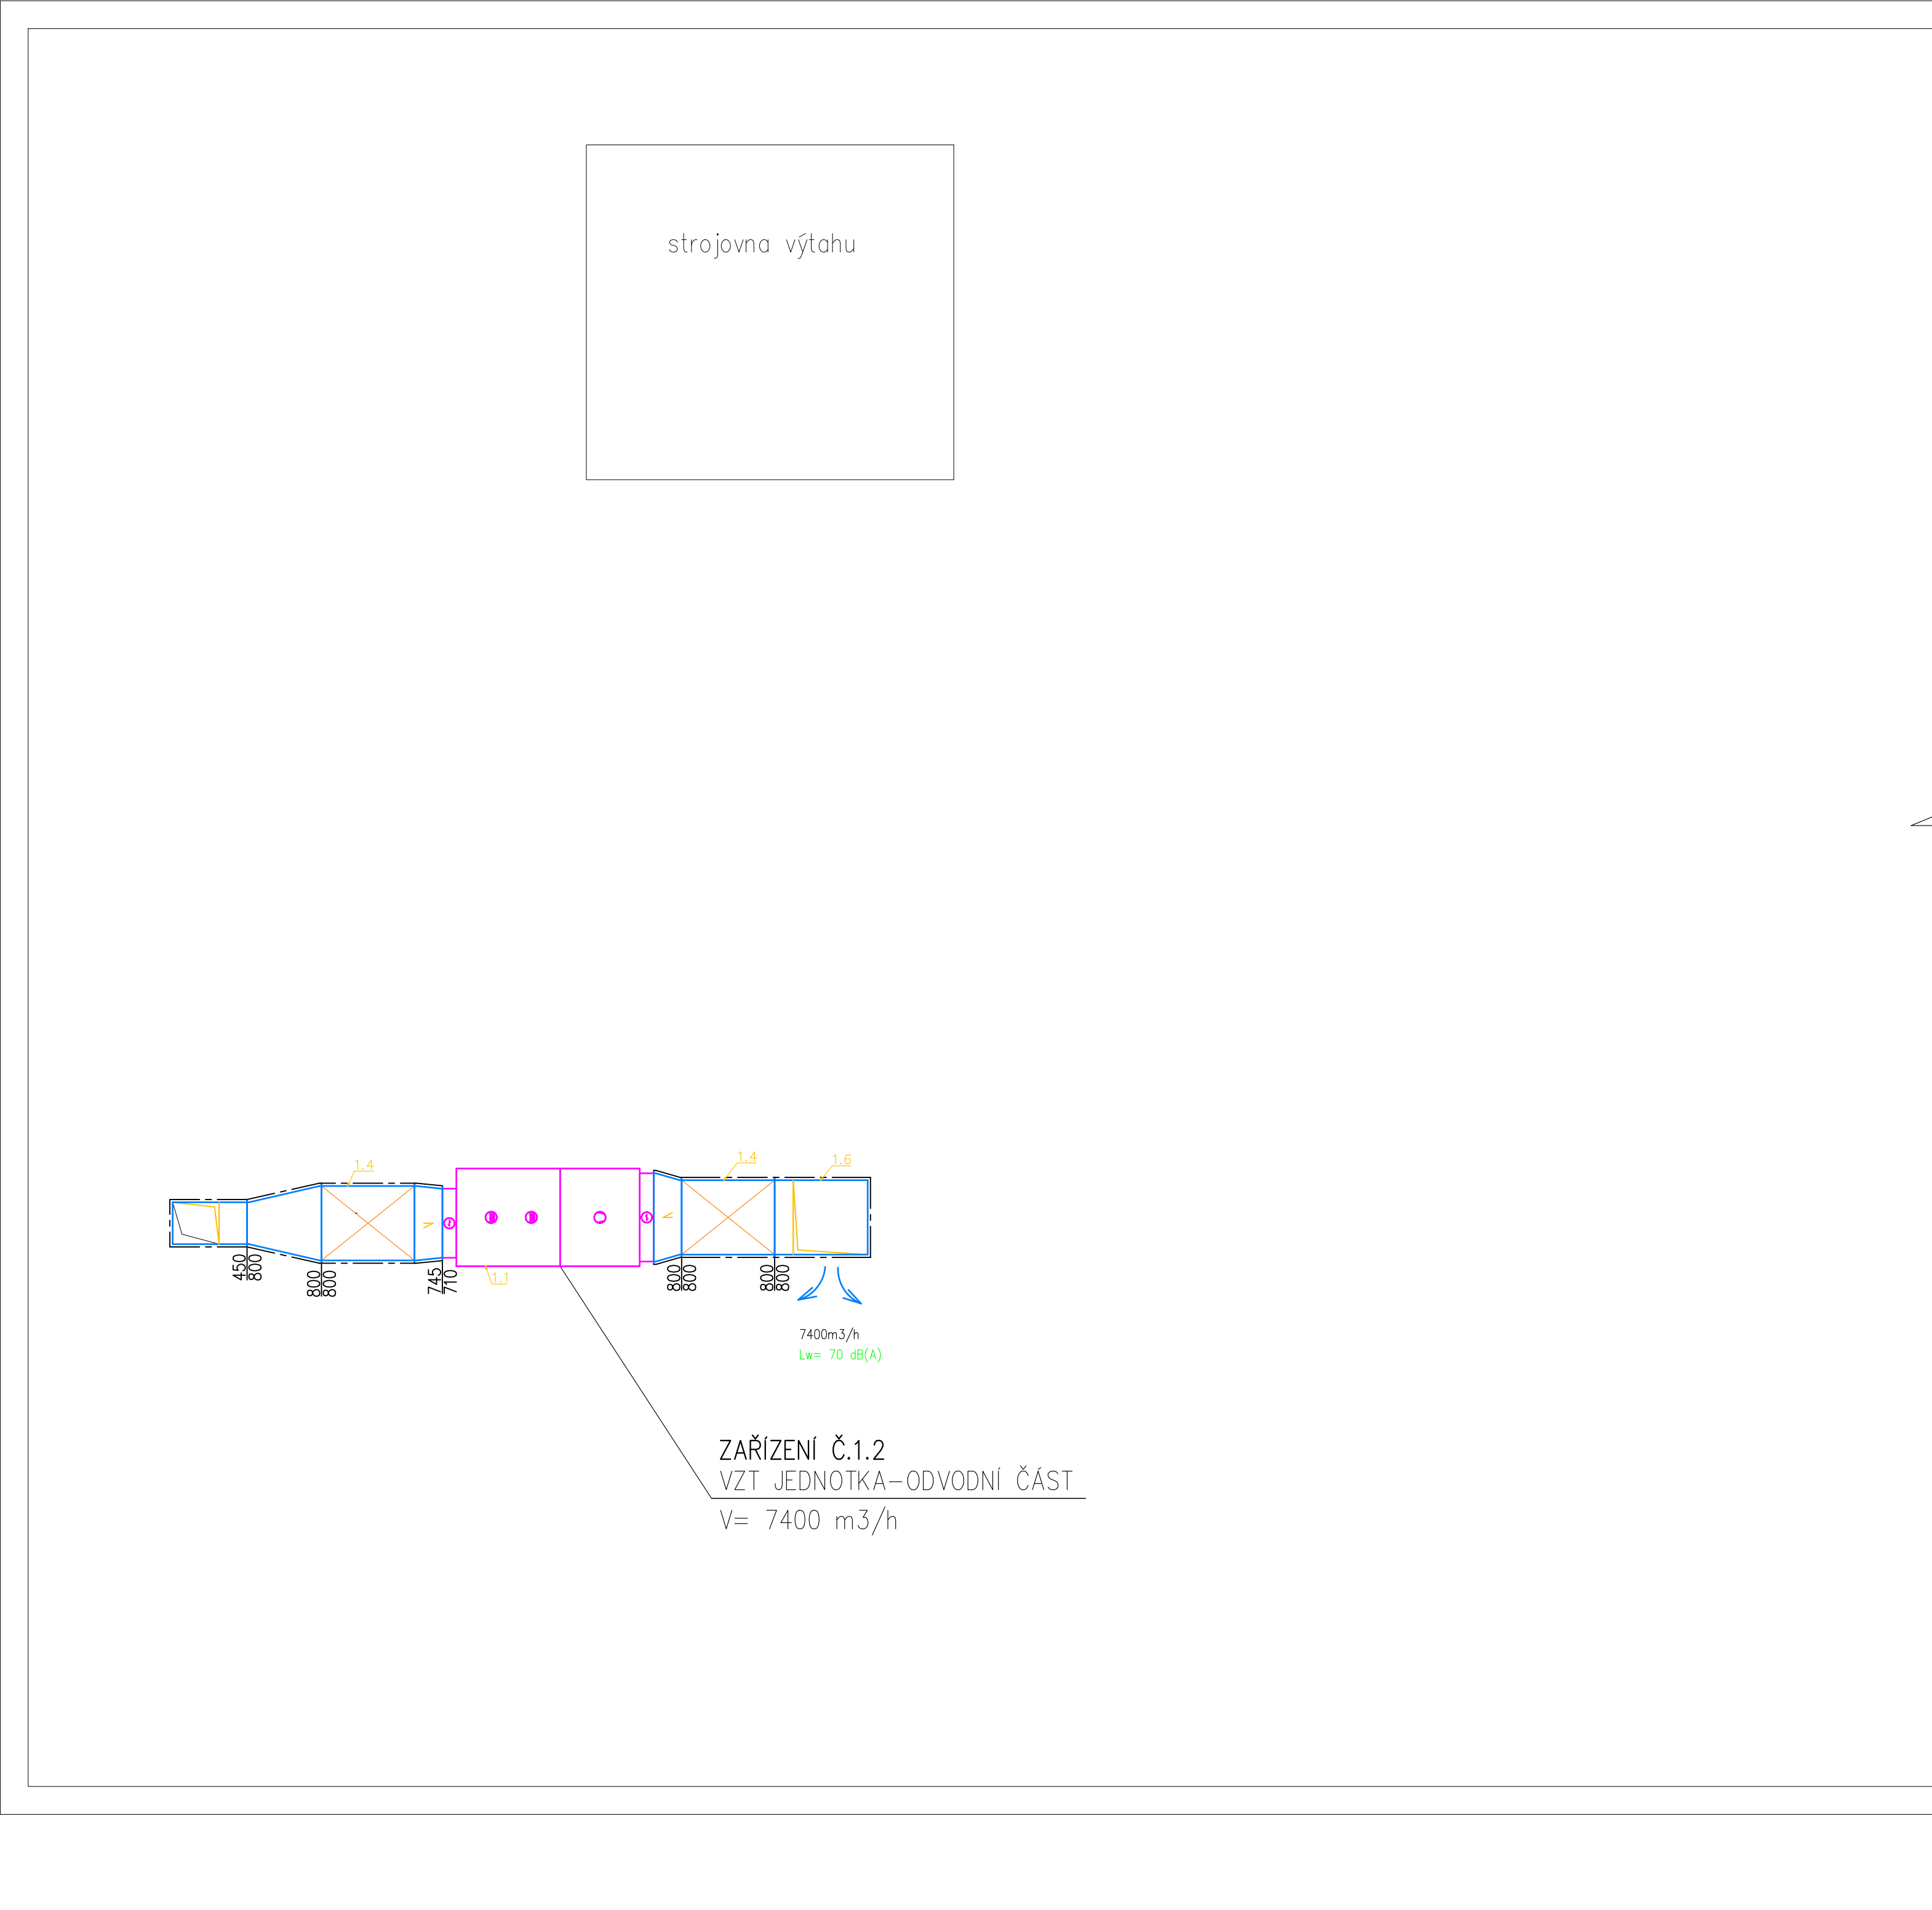 strojovna výtahu
1.4
1.4
1.6
1.1
450
800
800
800
745
710
800
800
800
800
7400m3/h
Lw= 70 dB(A)
ZAŘÍZENÍ Č.1.2
VZT JEDNOTKA-ODVODNÍ ČÁST
V= 7400 m3/h